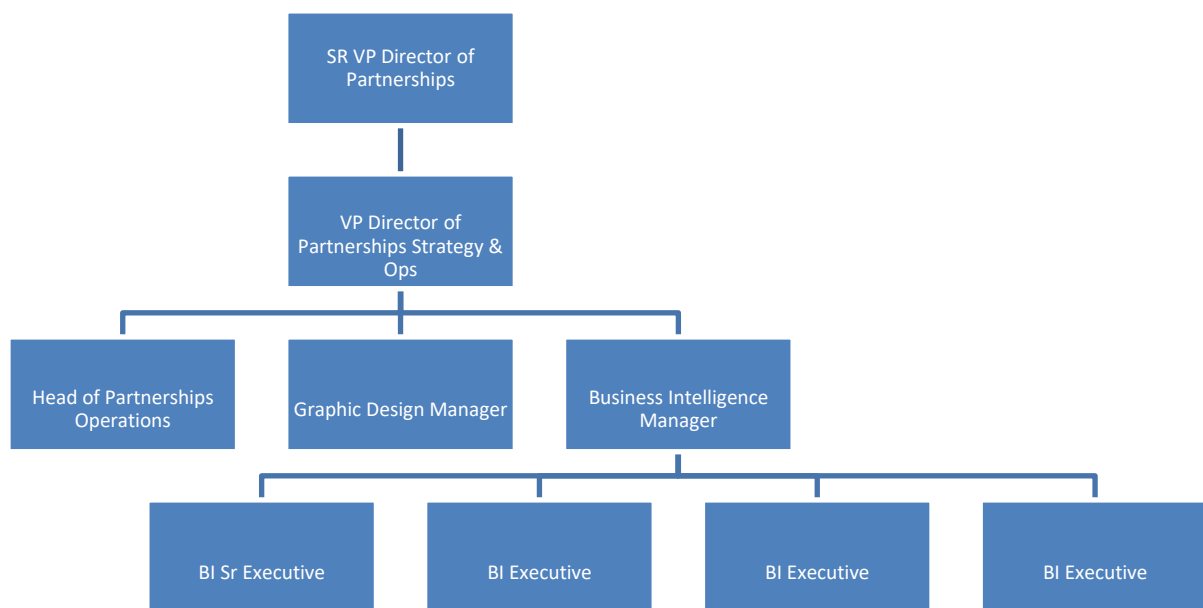 SR VP Director of
Partnerships
VP Director of
Partnerships Strategy &
Ops
Head of Partnerships
Operations
Graphic Design Manager
Business Intelligence
Manager
BI Sr Executive
BI Executive
BI Executive
BI Executive